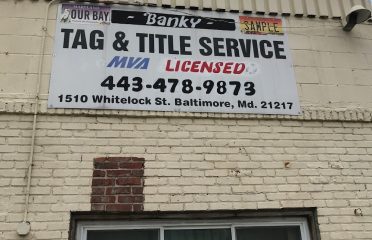 OUR BAY
"Banky"
SAMPLE
TAG & TITLE SERVICE
MVA LICENSED
443-478-9873
1510 Whitelock St. Baltimore, Md. 21217